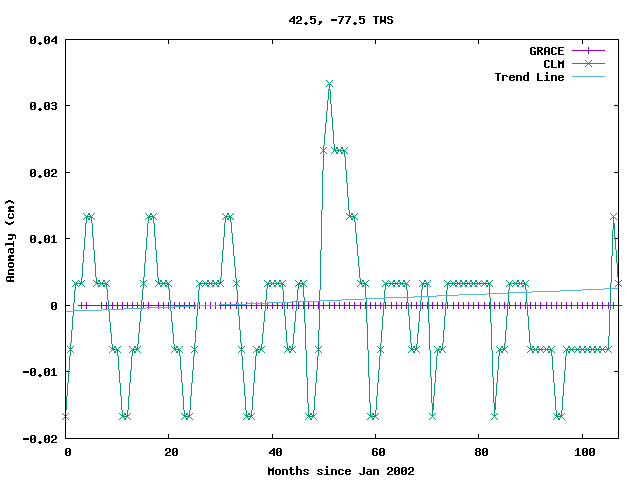 42.5, -77.5 TWS
GRACE
CLM
Trend Line
0.04
0.03
0.02
0.01
0
-0.01
-0.02
Anomaly (cm)
0 20 40 60 80 100
Months since Jan 2002